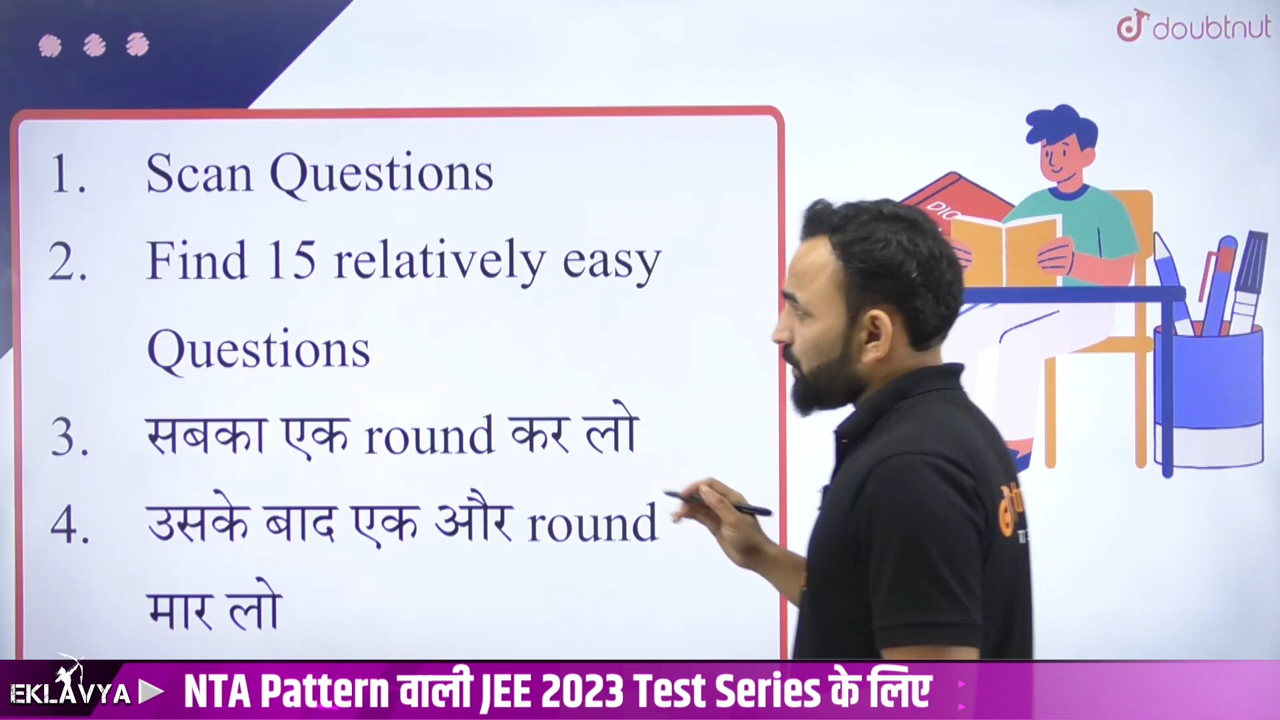 doubtnut
1. Scan Questions
2. Find 15 relatively easy
Questions
3. सबका एक round कर लो
4. उसके बाद एक और round
मार लो
EKLAVYA NTA Pattern वाली JEE 2023 Test Series के लिए